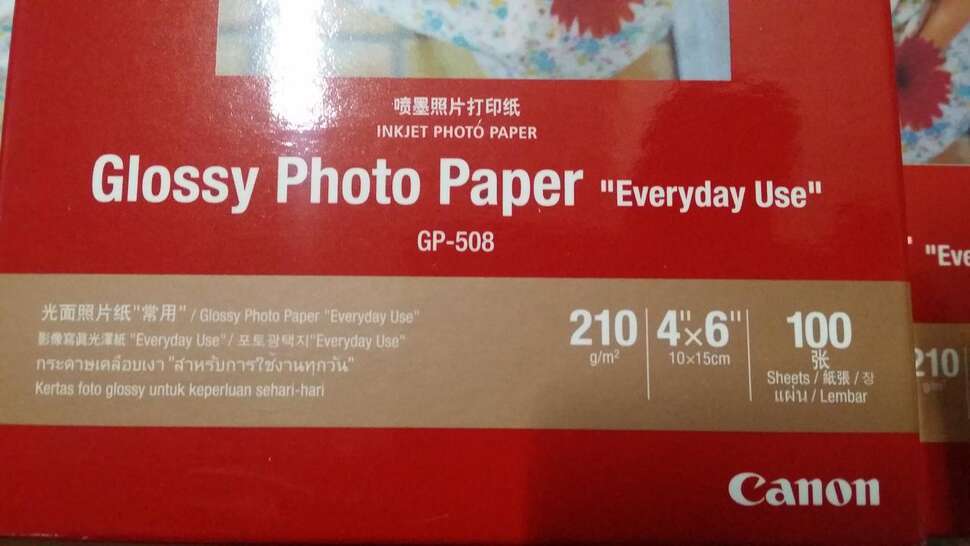 喷墨照片打印纸
INKJET PHOTO PAPER
Glossy Photo Paper "Everyday Use"
GP-508
光面照片纸"常用" / Glossy Photo Paper "Everyday Use"
影像寫眞光澤紙 "Everyday Use" / 포토광택지"Everyday Use"
กระดาษเคลือบเงา "สำหรับการใช้งานทุกวัน"
Kertas foto glossy untuk keperluan sehari-hari
210
g/m²
4"×6"
10×15cm
100
张
Sheets / 紙張 / 장
แผ่น / Lembar
Canon
"Eve
210